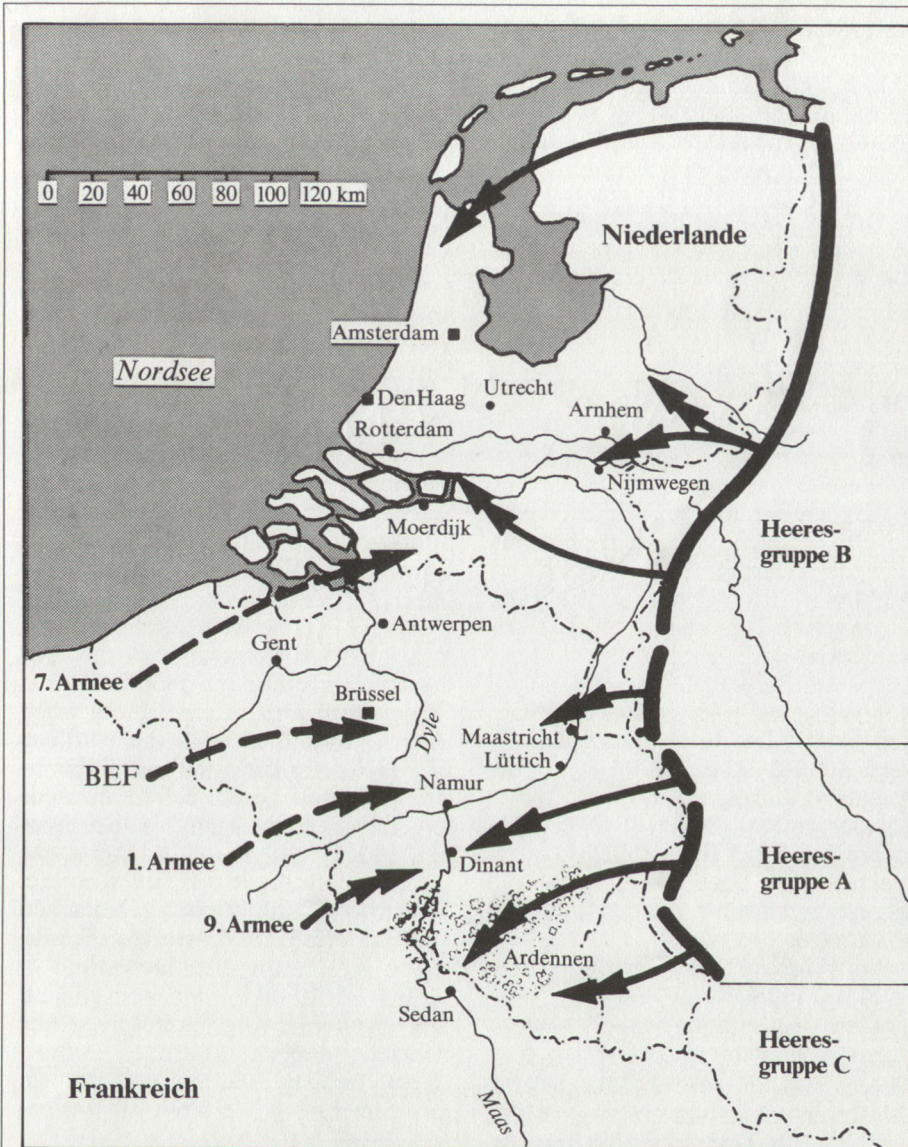 0 20 40 60 80 100 120 km
Niederlande
Amsterdam
Nordsee
DenHaag
Utrecht
Arnhem
Rotterdam
Nijmwegen
Moerdijk
Heeres-
gruppe B
Antwerpen
Gent
7. Armee
Brüssel
Dyle
Maastricht
Lüttich
BEF
Namur
1. Armee
Dinant
Heeres-
gruppe A
9. Armee
Ardennen
Sedan
Heeres-
gruppe C
Frankreich
Maas